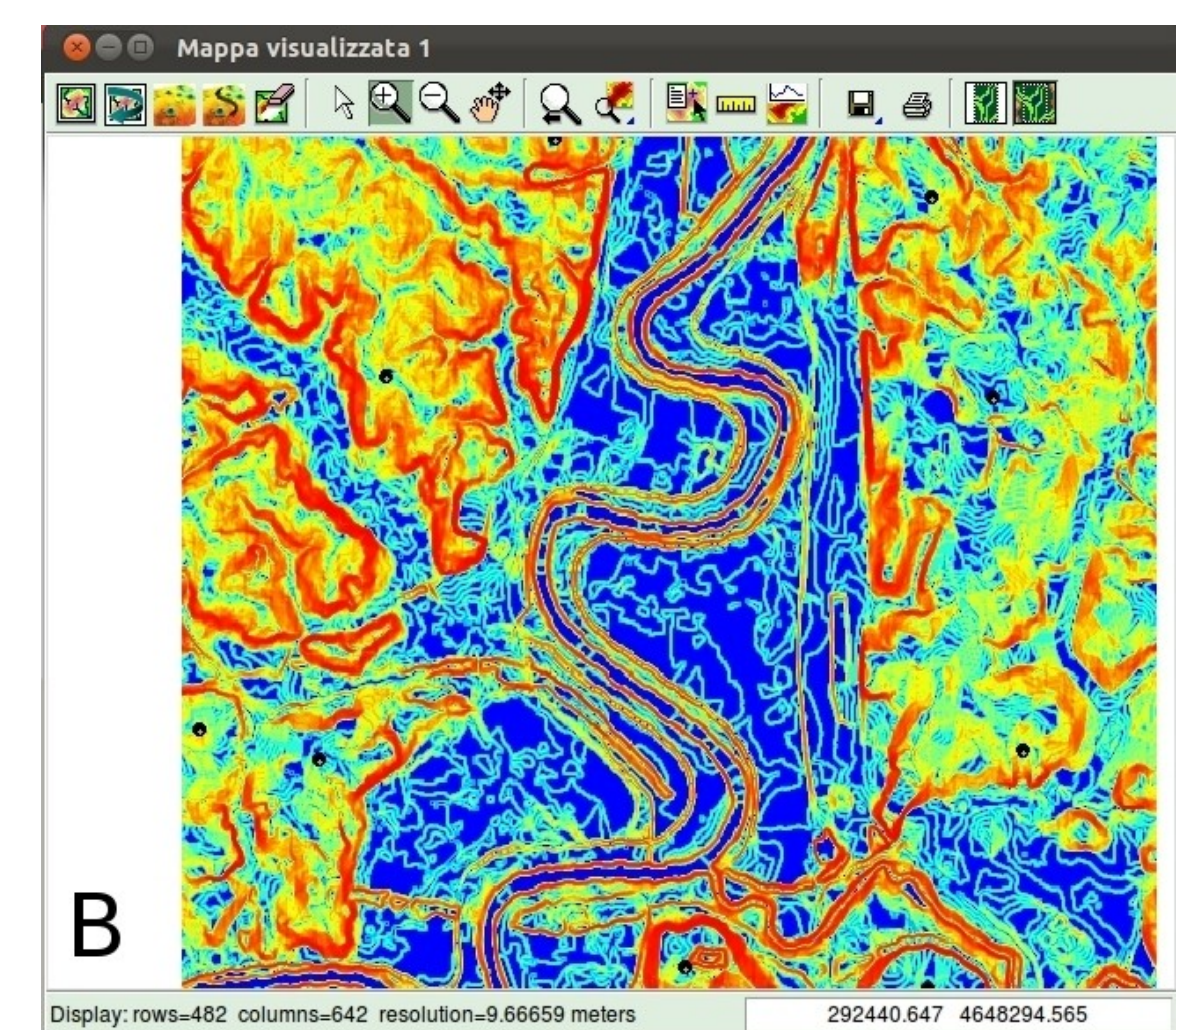 Mappa visualizzata 1
B
Display: rows=482 columns=642 resolution=9.66659 meters
292440.647 4648294.565